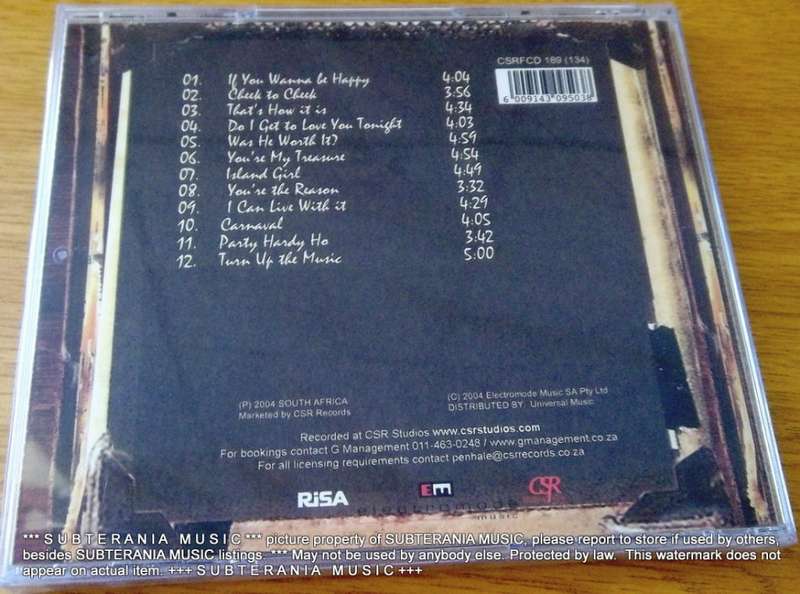 CSRFCD 189 (134)
6 009143 095038
01. If You Wanna be Happy 4:04
02. Cheek to Cheek 3:56
03. That's How it is 4:34
04. Do I Get to Love You Tonight 4:03
05. Was He Worth It? 4:59
06. You're My Treasure 4:54
07. Island Girl 4:49
08. You're the Reason 3:32
09. I Can Live With it 4:29
10. Carnaval 4:05
11. Party Hardy Ho 3:42
12. Turn Up the Music 5:00
(P) 2004 SOUTH AFRICA
Marketed by CSR Records
(C) 2004 Electromode Music SA Pty Ltd
DISTRIBUTED BY: Universal Music
Recorded at CSR Studios www.csrstudios.com
For bookings contact G Management 011-463-0248 / www.gmanagement.co.za
For all licensing requirements contact penhale@csrrecords.co.za
RiSA
EM
CSR
electromode
music
*** S U B T E R A N I A M U S I C *** picture property of SUBTERANIA MUSIC, please report to store if used by others,
besides SUBTERANIA MUSIC listings. *** May not be used by anybody else. Protected by law. This watermark does not
appear on actual item. +++ S U B T E R A N I A M U S I C +++